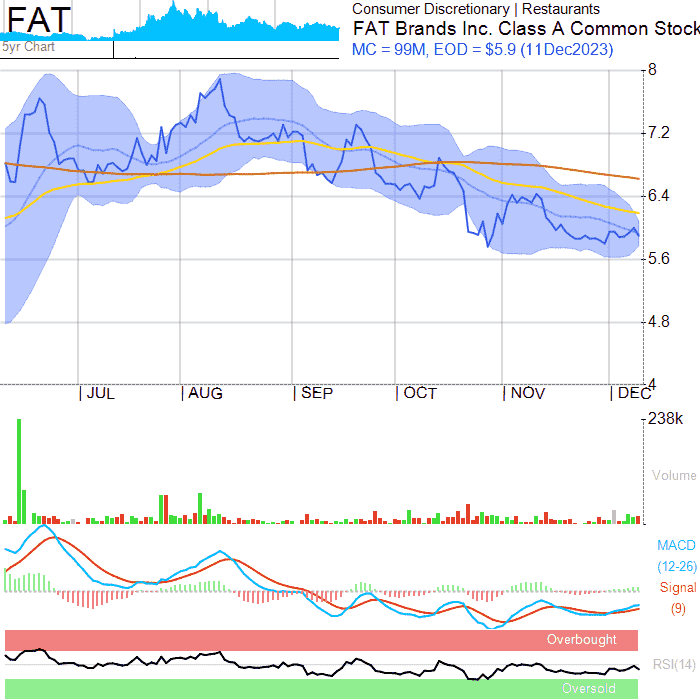 FAT
5yr Chart
Consumer Discretionary | Restaurants
FAT Brands Inc. Class A Common Stock
MC = 99M, EOD = $5.9 (11Dec2023)
8
7.2
6.4
5.6
4.8
4
JUL AUG SEP OCT NOV DEC
238k
Volume
MACD
(12-26)
Signal
(9)
Overbought
RSI(14)
Oversold